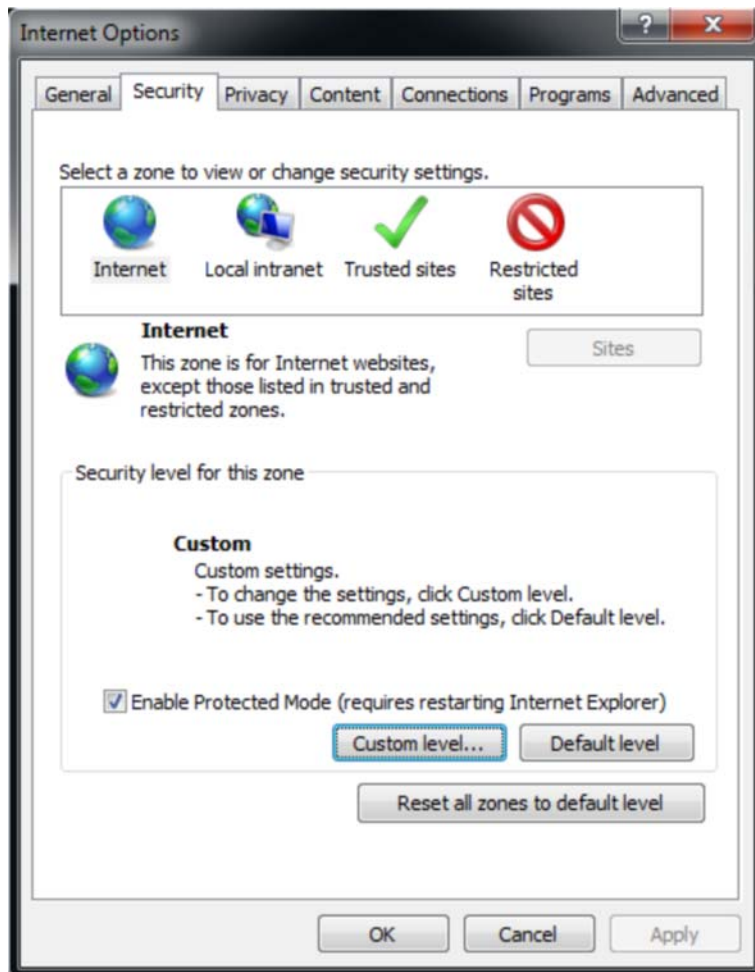 Internet Options
General Security Privacy Content Connections Programs Advanced
Select a zone to view or change security settings.
Internet Local intranet Trusted sites Restricted
sites
Internet
Sites
This zone is for Internet websites,
except those listed in trusted and
restricted zones.
Security level for this zone
Custom
Custom settings.
- To change the settings, click Custom level.
- To use the recommended settings, click Default level.
Enable Protected Mode (requires restarting Internet Explorer)
Custom level... Default level
Reset all zones to default level
OK Cancel Apply